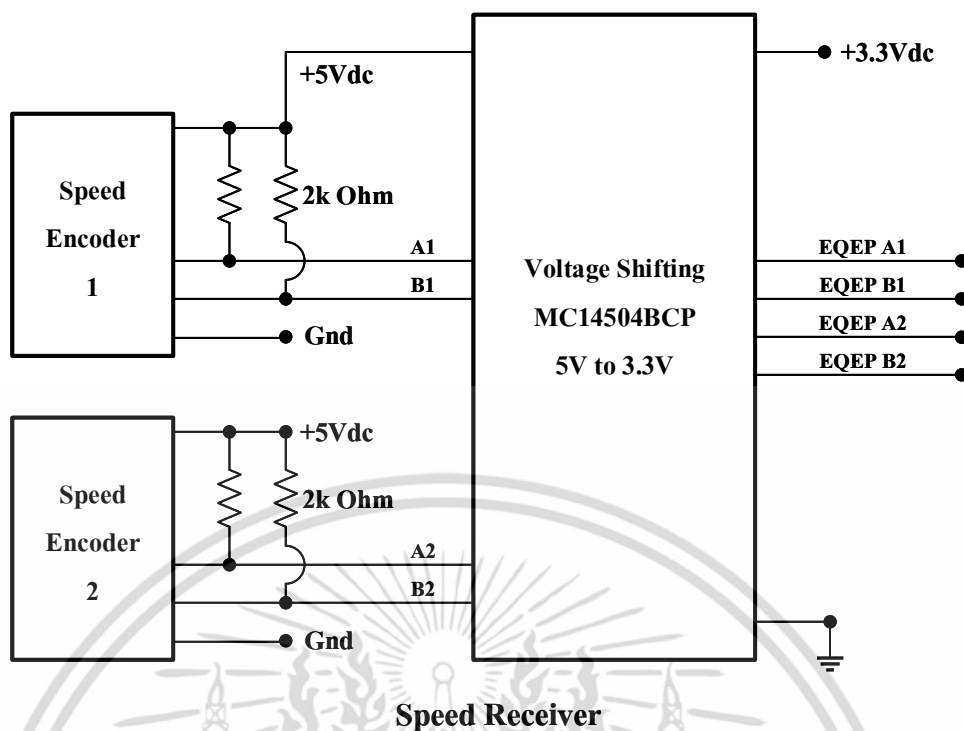 +5Vdc
+3.3Vdc
Speed
Encoder
1
2k Ohm
A1
B1
Gnd
Voltage Shifting
MC14504BCP
5V to 3.3V
EQEP A1
EQEP B1
EQEP A2
EQEP B2
+5Vdc
Speed
Encoder
2
2k Ohm
A2
B2
Gnd
Speed Receiver